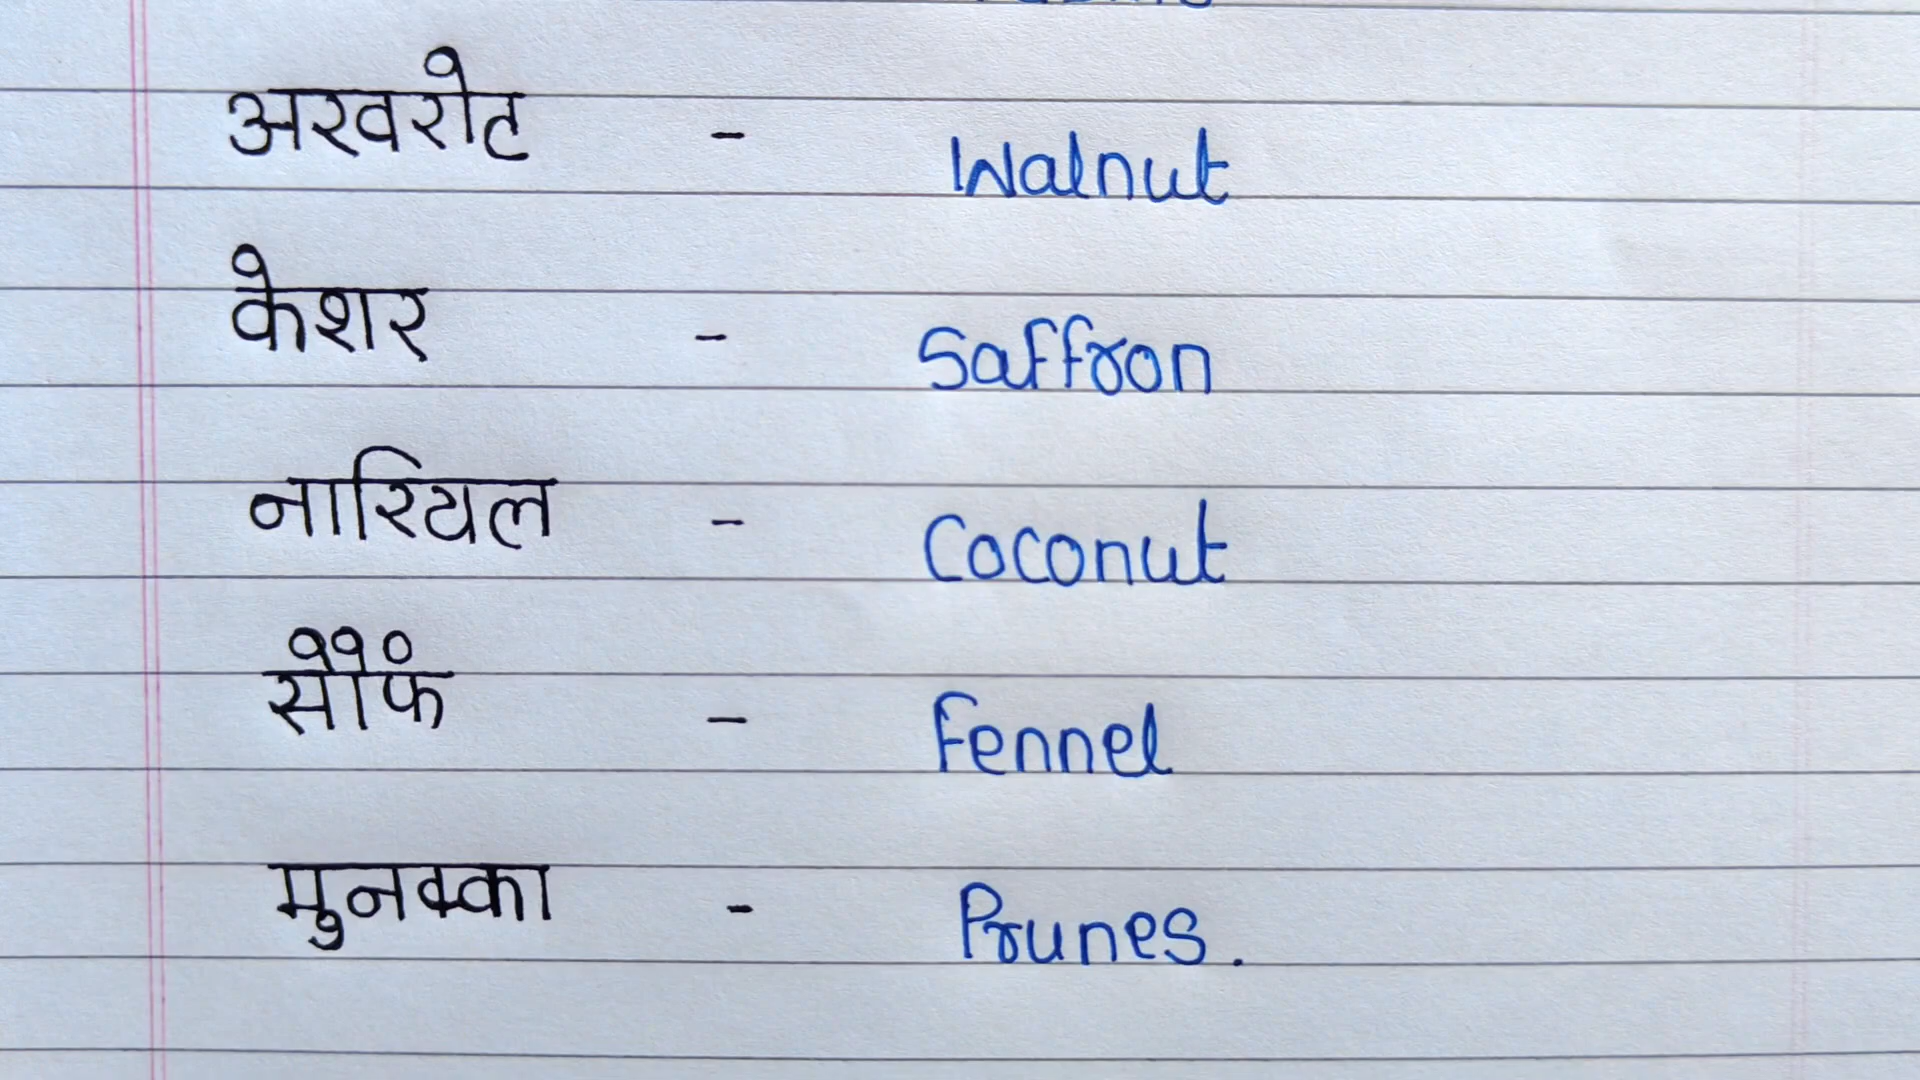 अखरोट - Walnut
केशर - Saffron
नारियल - Coconut
सौंफ - Fennel
मुनक्का - Prunes.